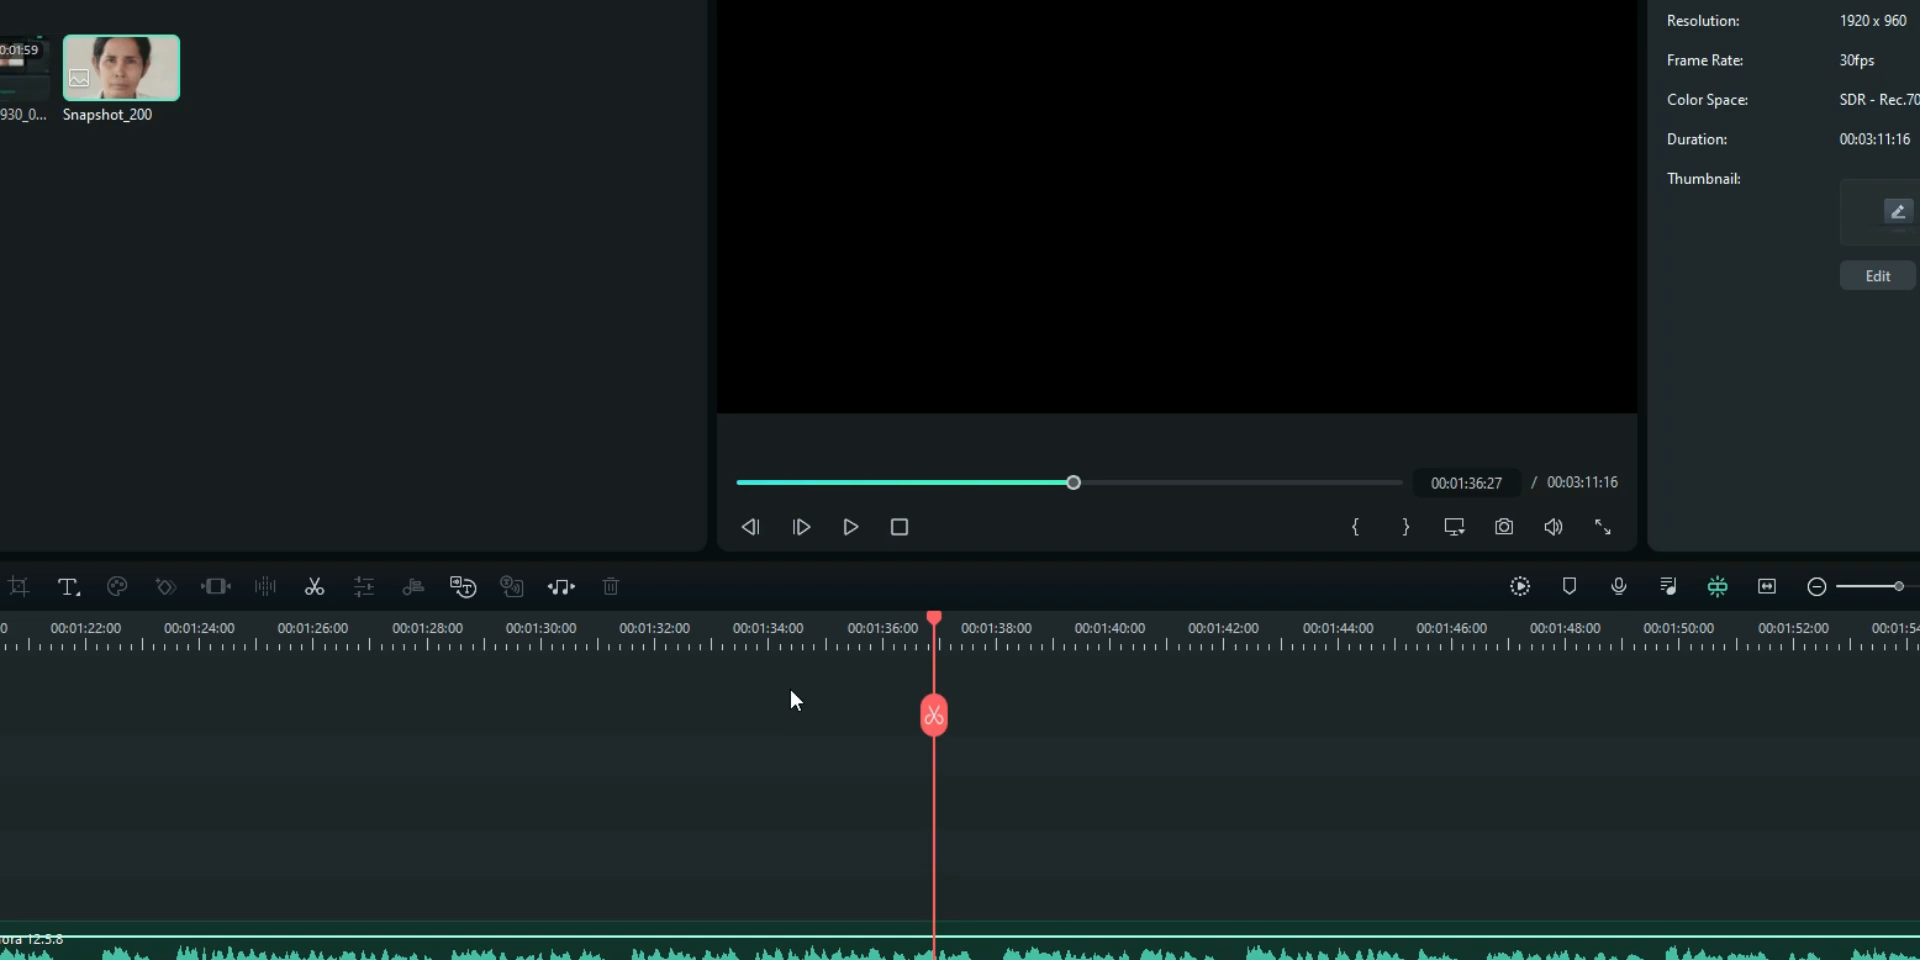 Resolution: 1920 x 960
0:01:59
Frame Rate: 30fps
Color Space: SDR - Rec.70
930_0... Snapshot_200
Duration: 00:03:11:16
Thumbnail:
Edit
00:01:36:27 / 00:03:11:16
0 00:01:22:00 00:01:24:00 00:01:26:00 00:01:28:00 00:01:30:00 00:01:32:00 00:01:34:00 00:01:36:00 00:01:38:00 00:01:40:00 00:01:42:00 00:01:44:00 00:01:46:00 00:01:48:00 00:01:50:00 00:01:52:00 00:01:54
ora 12.5.8